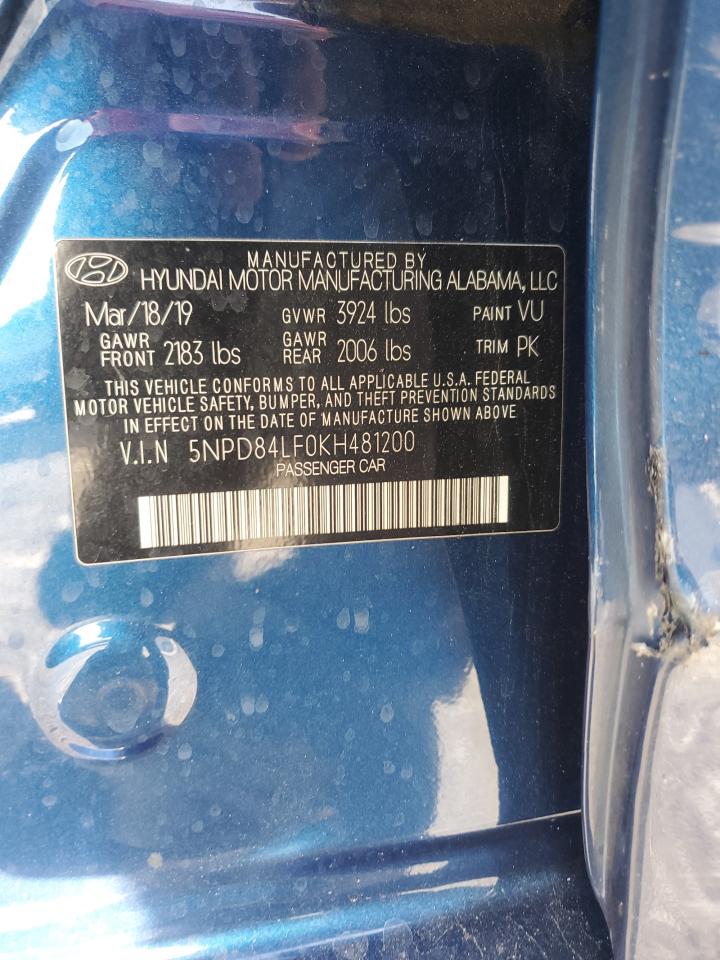 MANUFACTURED BY
HYUNDAI MOTOR MANUFACTURING ALABAMA, LLC
Mar/18/19 GVWR 3924 lbs PAINT VU
GAWR FRONT 2183 lbs GAWR REAR 2006 lbs TRIM PK
THIS VEHICLE CONFORMS TO ALL APPLICABLE U.S.A. FEDERAL
MOTOR VEHICLE SAFETY, BUMPER, AND THEFT PREVENTION STANDARDS
IN EFFECT ON THE DATE OF MANUFACTURE SHOWN ABOVE
V.I.N 5NPD84LF0KH481200
PASSENGER CAR